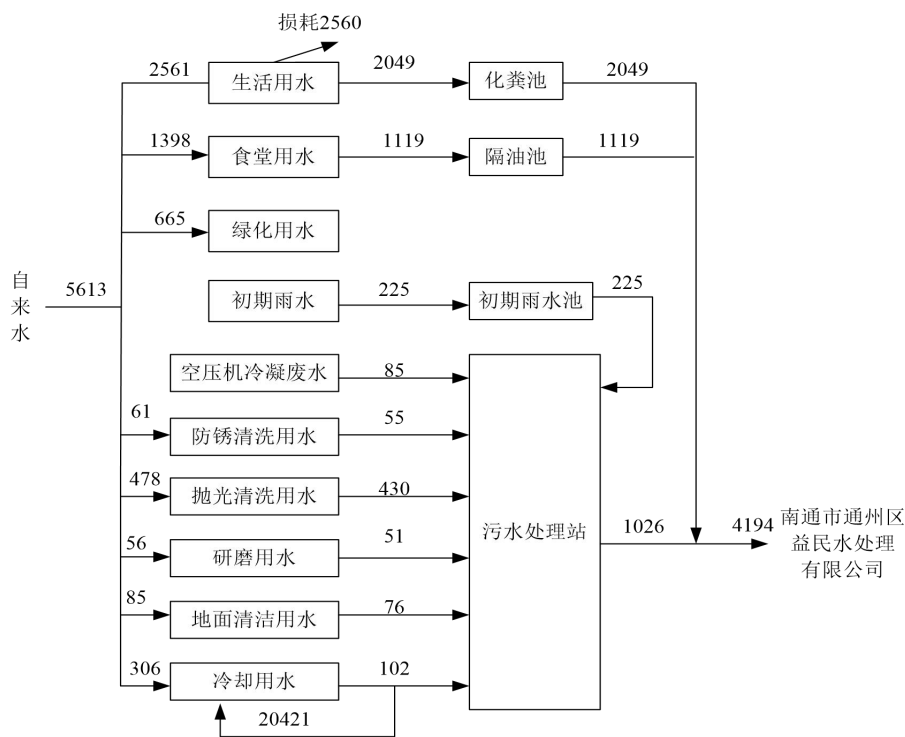 损耗2560
2561
生活用水
2049
化粪池
2049
1398
食堂用水
1119
隔油池
1119
665
绿化用水
自来水
5613
初期雨水
225
初期雨水池
225
空压机冷凝废水
85
61
防锈清洗用水
55
478
抛光清洗用水
430
污水处理站
1026
4194
南通市通州区
益民水处理
有限公司
56
研磨用水
51
85
地面清洁用水
76
306
冷却用水
102
20421